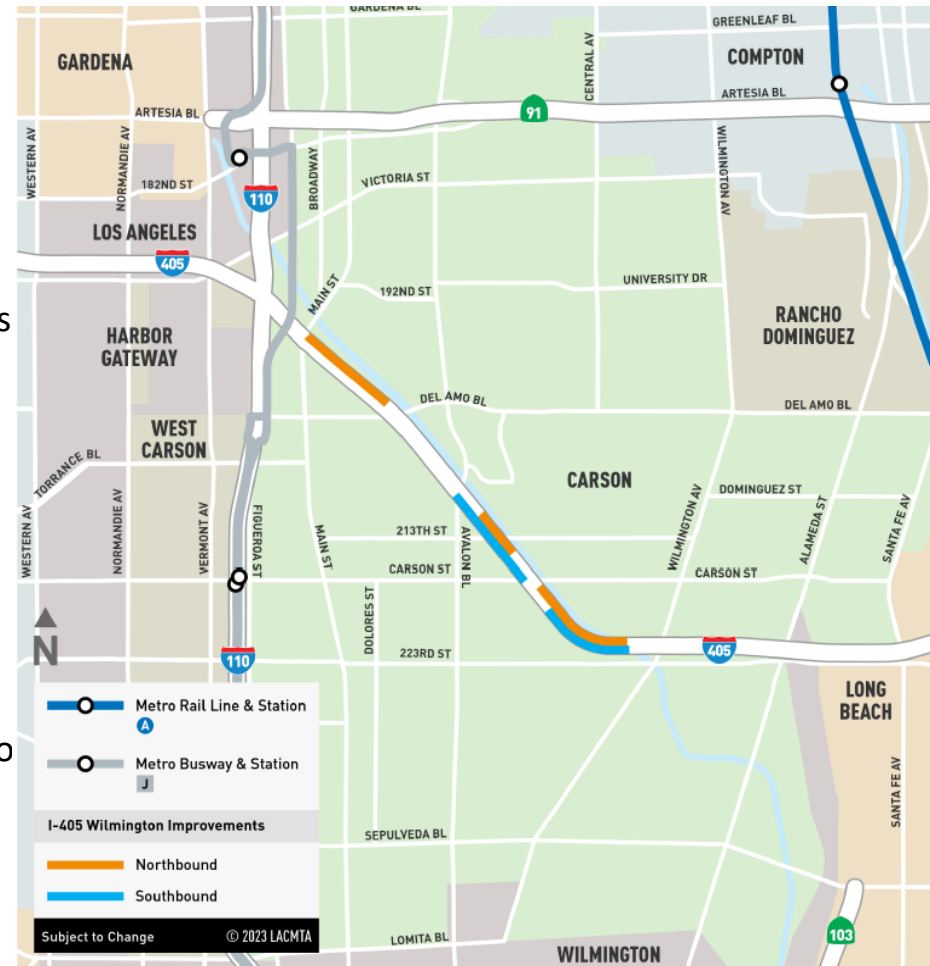 GARDENA BL
GREENLEAF BL
GARDENA
CENTRAL AV
COMPTON
ARTESIA BL
ARTESIA BL
91
WESTERN AV
NORMANDIE AV
182ND ST
BROADWAY
VICTORIA ST
WILMINGTON AV
110
LOS ANGELES
405
MAIN ST
192ND ST
UNIVERSITY DR
S
HARBOR
GATEWAY
RANCHO
DOMINGUEZ
DEL AMO BL
DEL AMO BL
WEST
CARSON
TORRANCE BL
CARSON
DOMINGUEZ ST
WESTERN AV
NORMANDIE AV
VERMONT AV
FIGUEROA ST
MAIN ST
213TH ST
AVALON BL
WILMINGTON AV
ALAMEDA ST
SANTA FE AV
CARSON ST
CARSON ST
DOLORES ST
N
110
223RD ST
405
LONG
BEACH
SANTA FE AV
Metro Rail Line & Station
A
o
Metro Busway & Station
J
I-405 Wilmington Improvements
SEPULVEDA BL
Northbound
Southbound
Subject to Change
© 2023 LACMTA
LOMITA BL
WILMINGTON
103